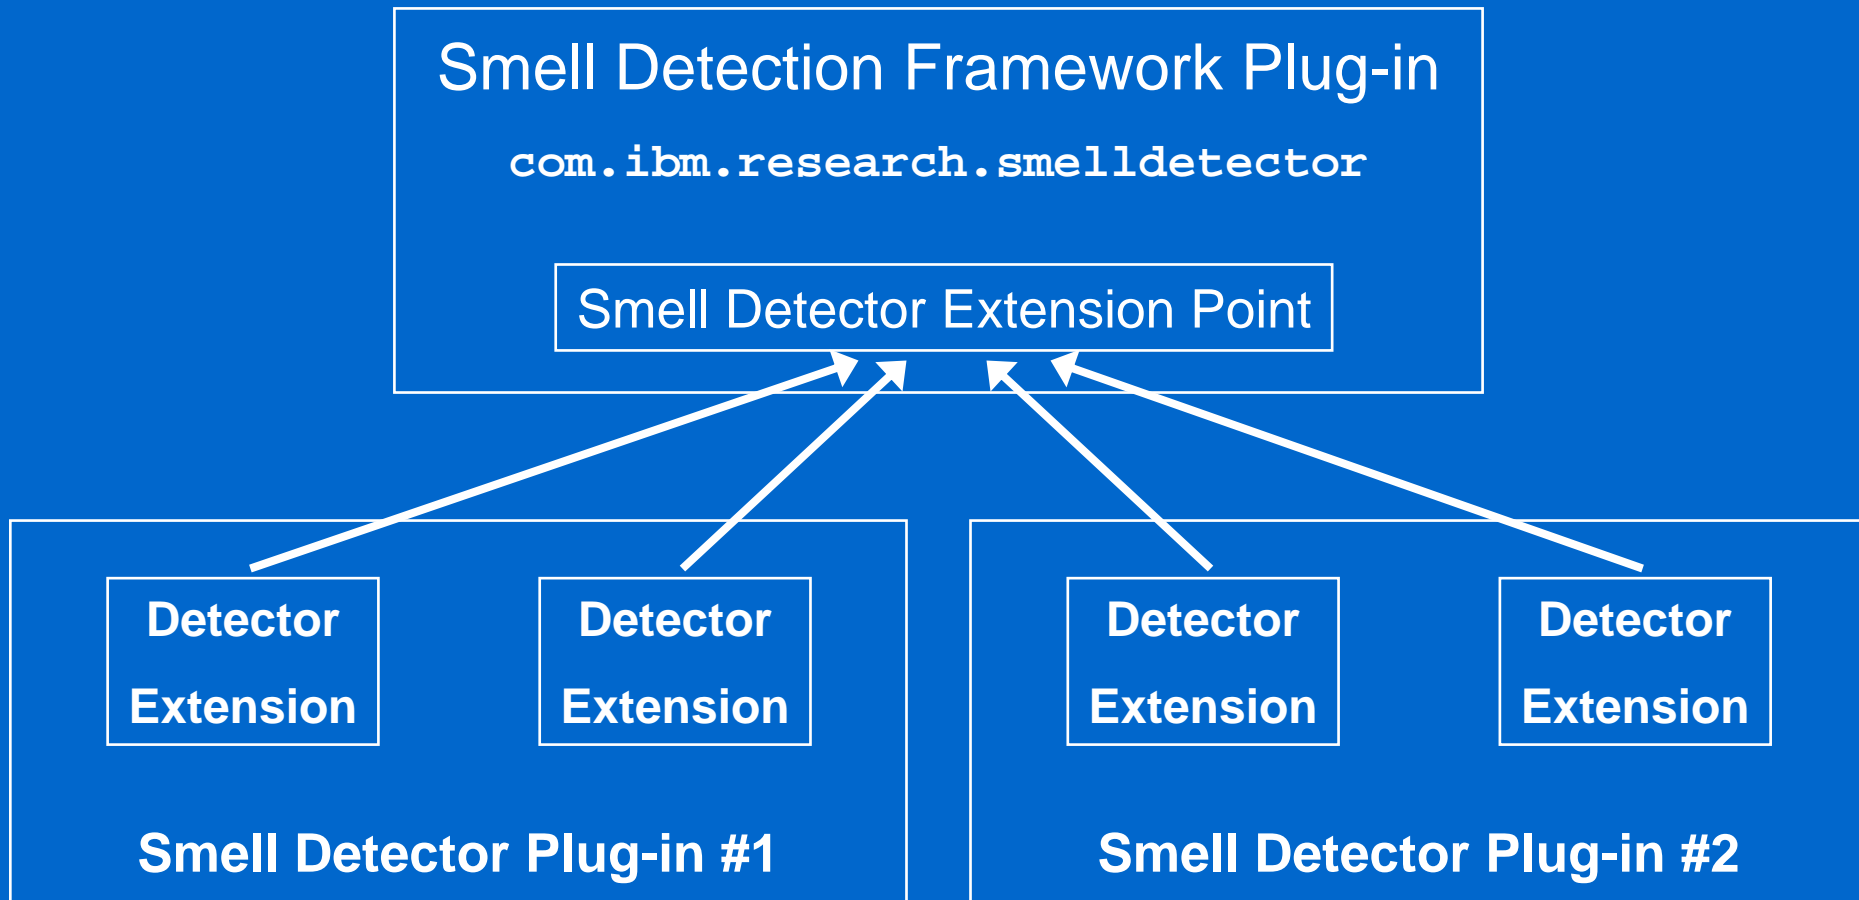 Smell Detection Framework Plug-in
com.ibm.research.smelldetector
Smell Detector Extension Point
Detector
Extension
Detector
Extension
Detector
Extension
Detector
Extension
Smell Detector Plug-in #1
Smell Detector Plug-in #2